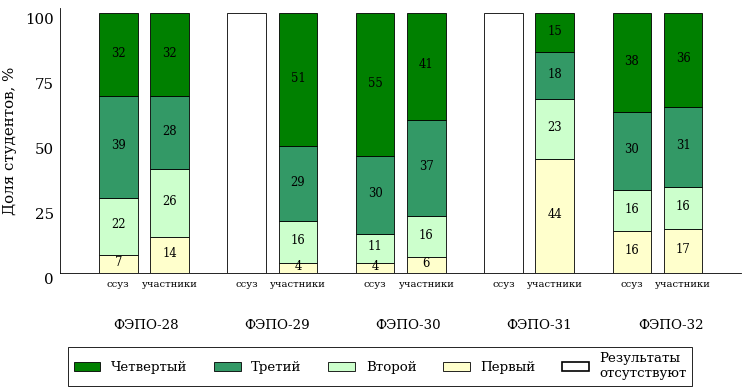 Доля студентов, %
100
75
50
25
0
32 32 51 55 41 15 38 36
39 28 29 30 37 18 30 31
22 26 16 11 16 23 16 16
7 14 4 4 6 44 16 17
ссуз участники ссуз участники ссуз участники ссуз участники ссуз участники
ФЭПО-28 ФЭПО-29 ФЭПО-30 ФЭПО-31 ФЭПО-32
Четвертый Третий Второй Первый Результаты
отсутствуют